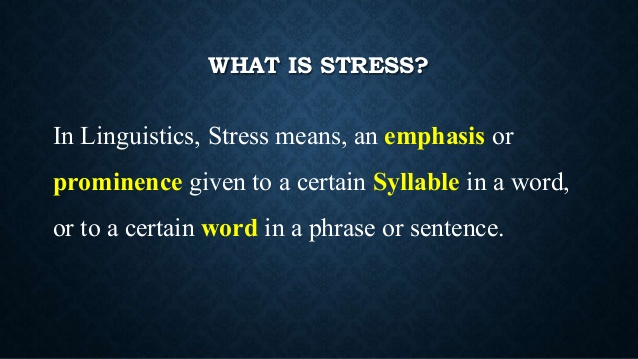 WHAT IS STRESS?
In Linguistics, Stress means, an emphasis or
prominence given to a certain Syllable in a word,
or to a certain word in a phrase or sentence.